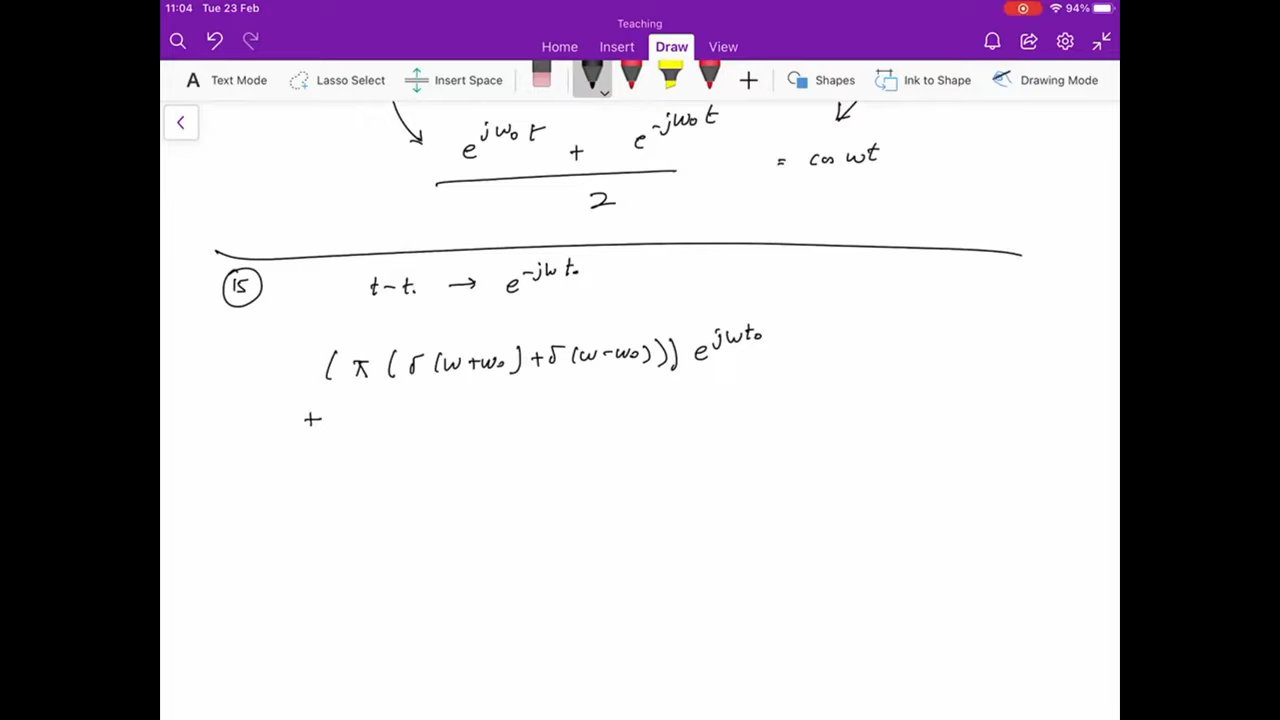 11:04 Tue 23 Feb 94%
Teaching
Home Insert Draw View
Text Mode Lasso Select Insert Space Shapes Ink to Shape Drawing Mode
e^{jω₀t} + e^{-jω₀t}
2
= cos ωt
15 t-t₀ → e^{-jωt₀}
(π(δ(ω+ω₀)+δ(ω-ω₀))) e^{jωt₀}
+